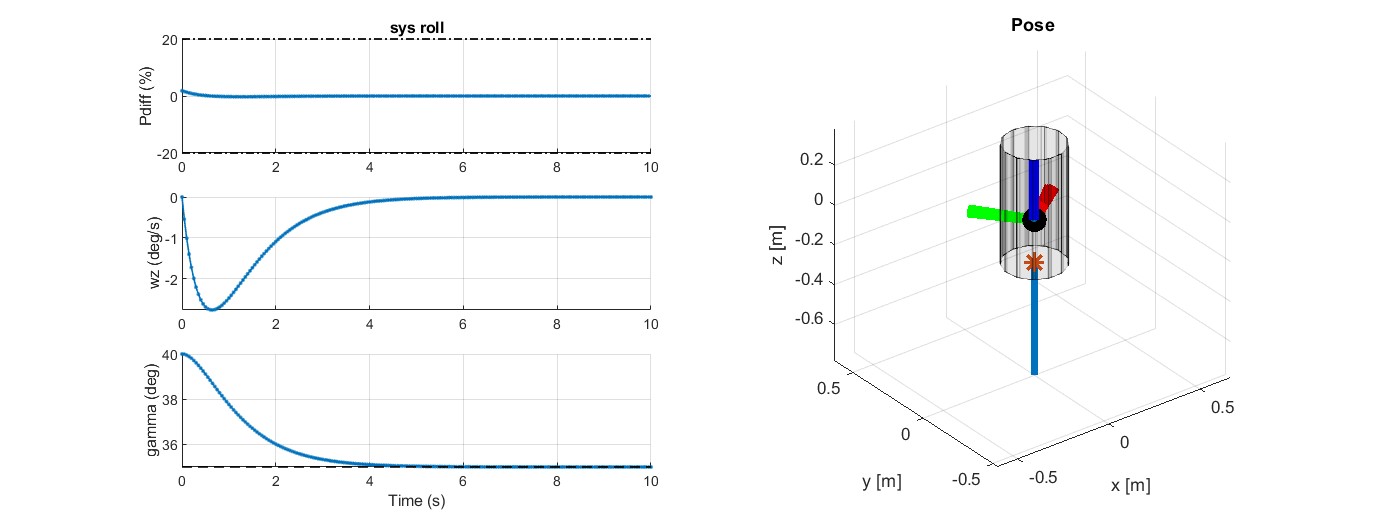 sys roll
Pdiff (%)
20
0
-20
0 2 4 6 8 10
wz (deg/s)
0
-1
-2
0 2 4 6 8 10
gamma (deg)
40
38
36
0 2 4 6 8 10
Time (s)
Pose
z [m]
0.2
0
-0.2
-0.4
-0.6
0.5
0
-0.5
y [m]
-0.5
0
0.5
x [m]